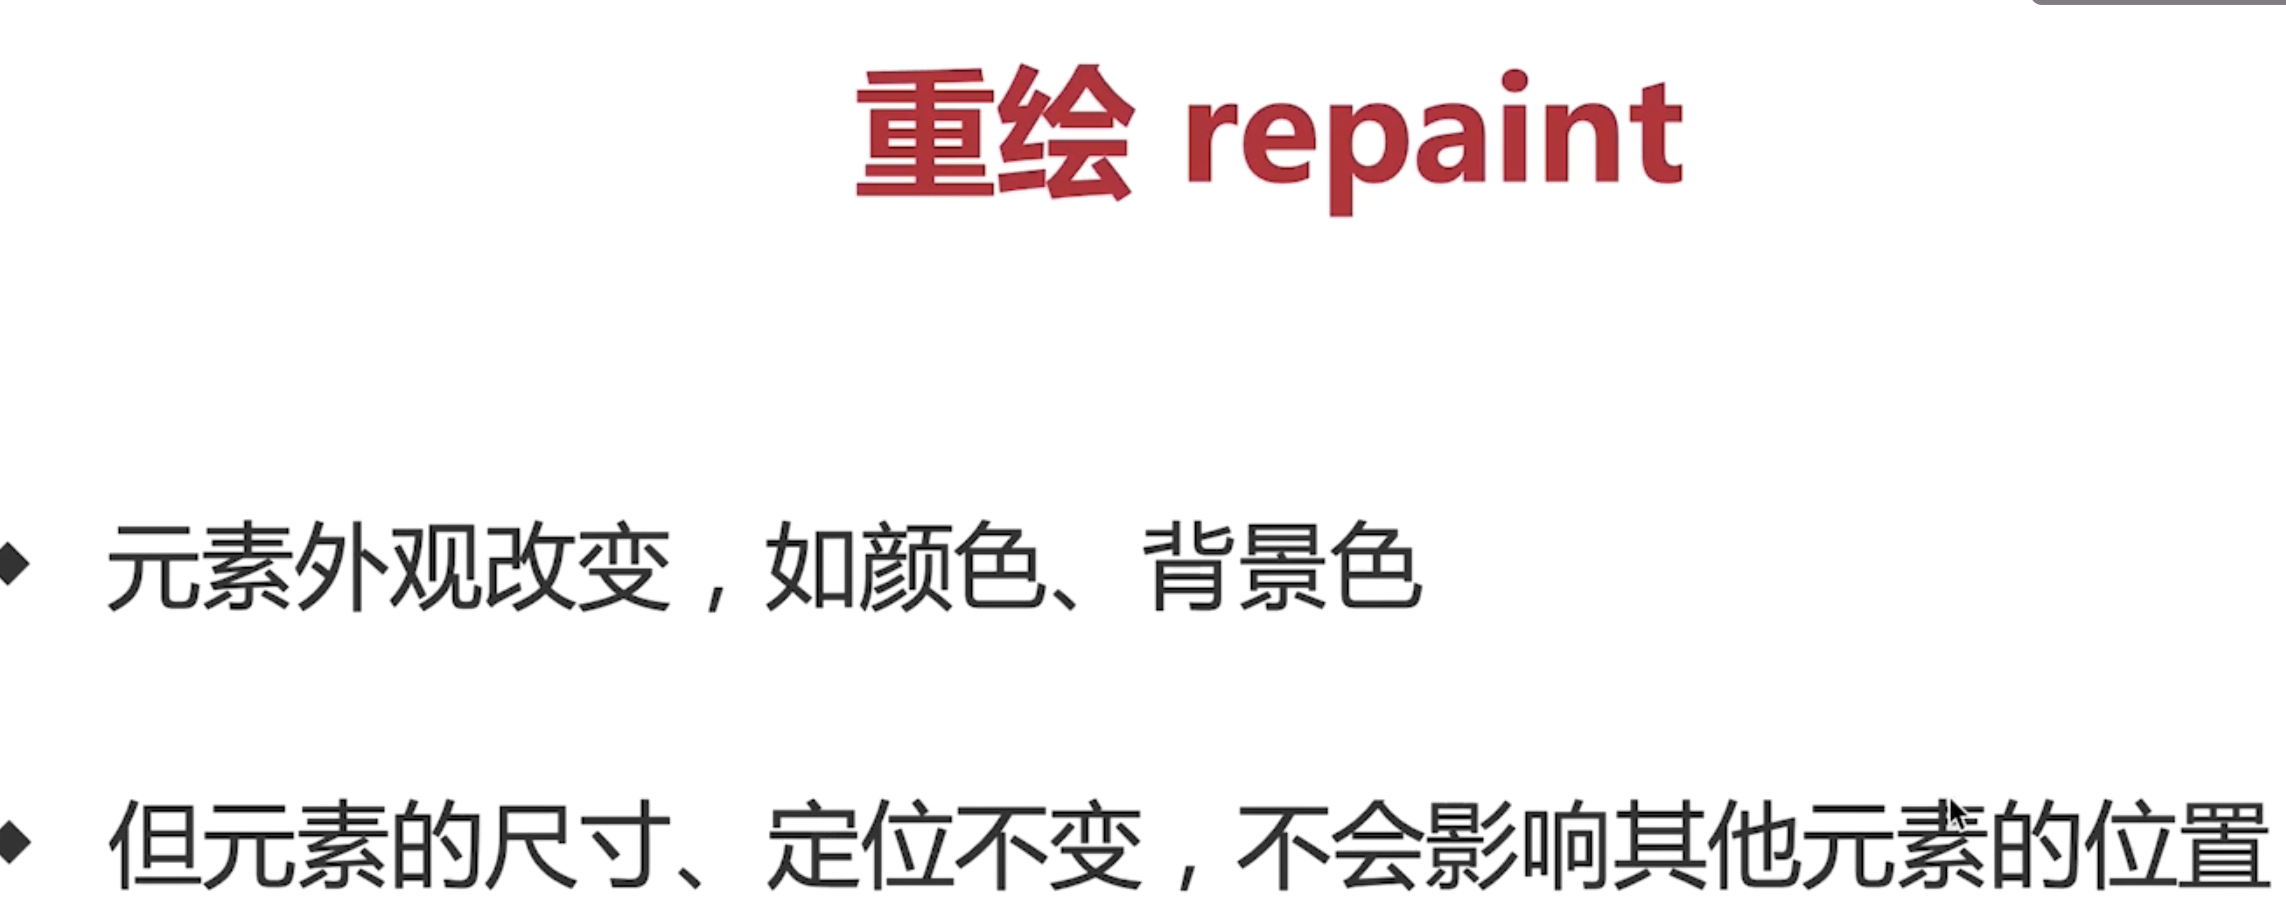 重绘 repaint
◆ 元素外观改变，如颜色、背景色
◆ 但元素的尺寸、定位不变，不会影响其他元素的位置